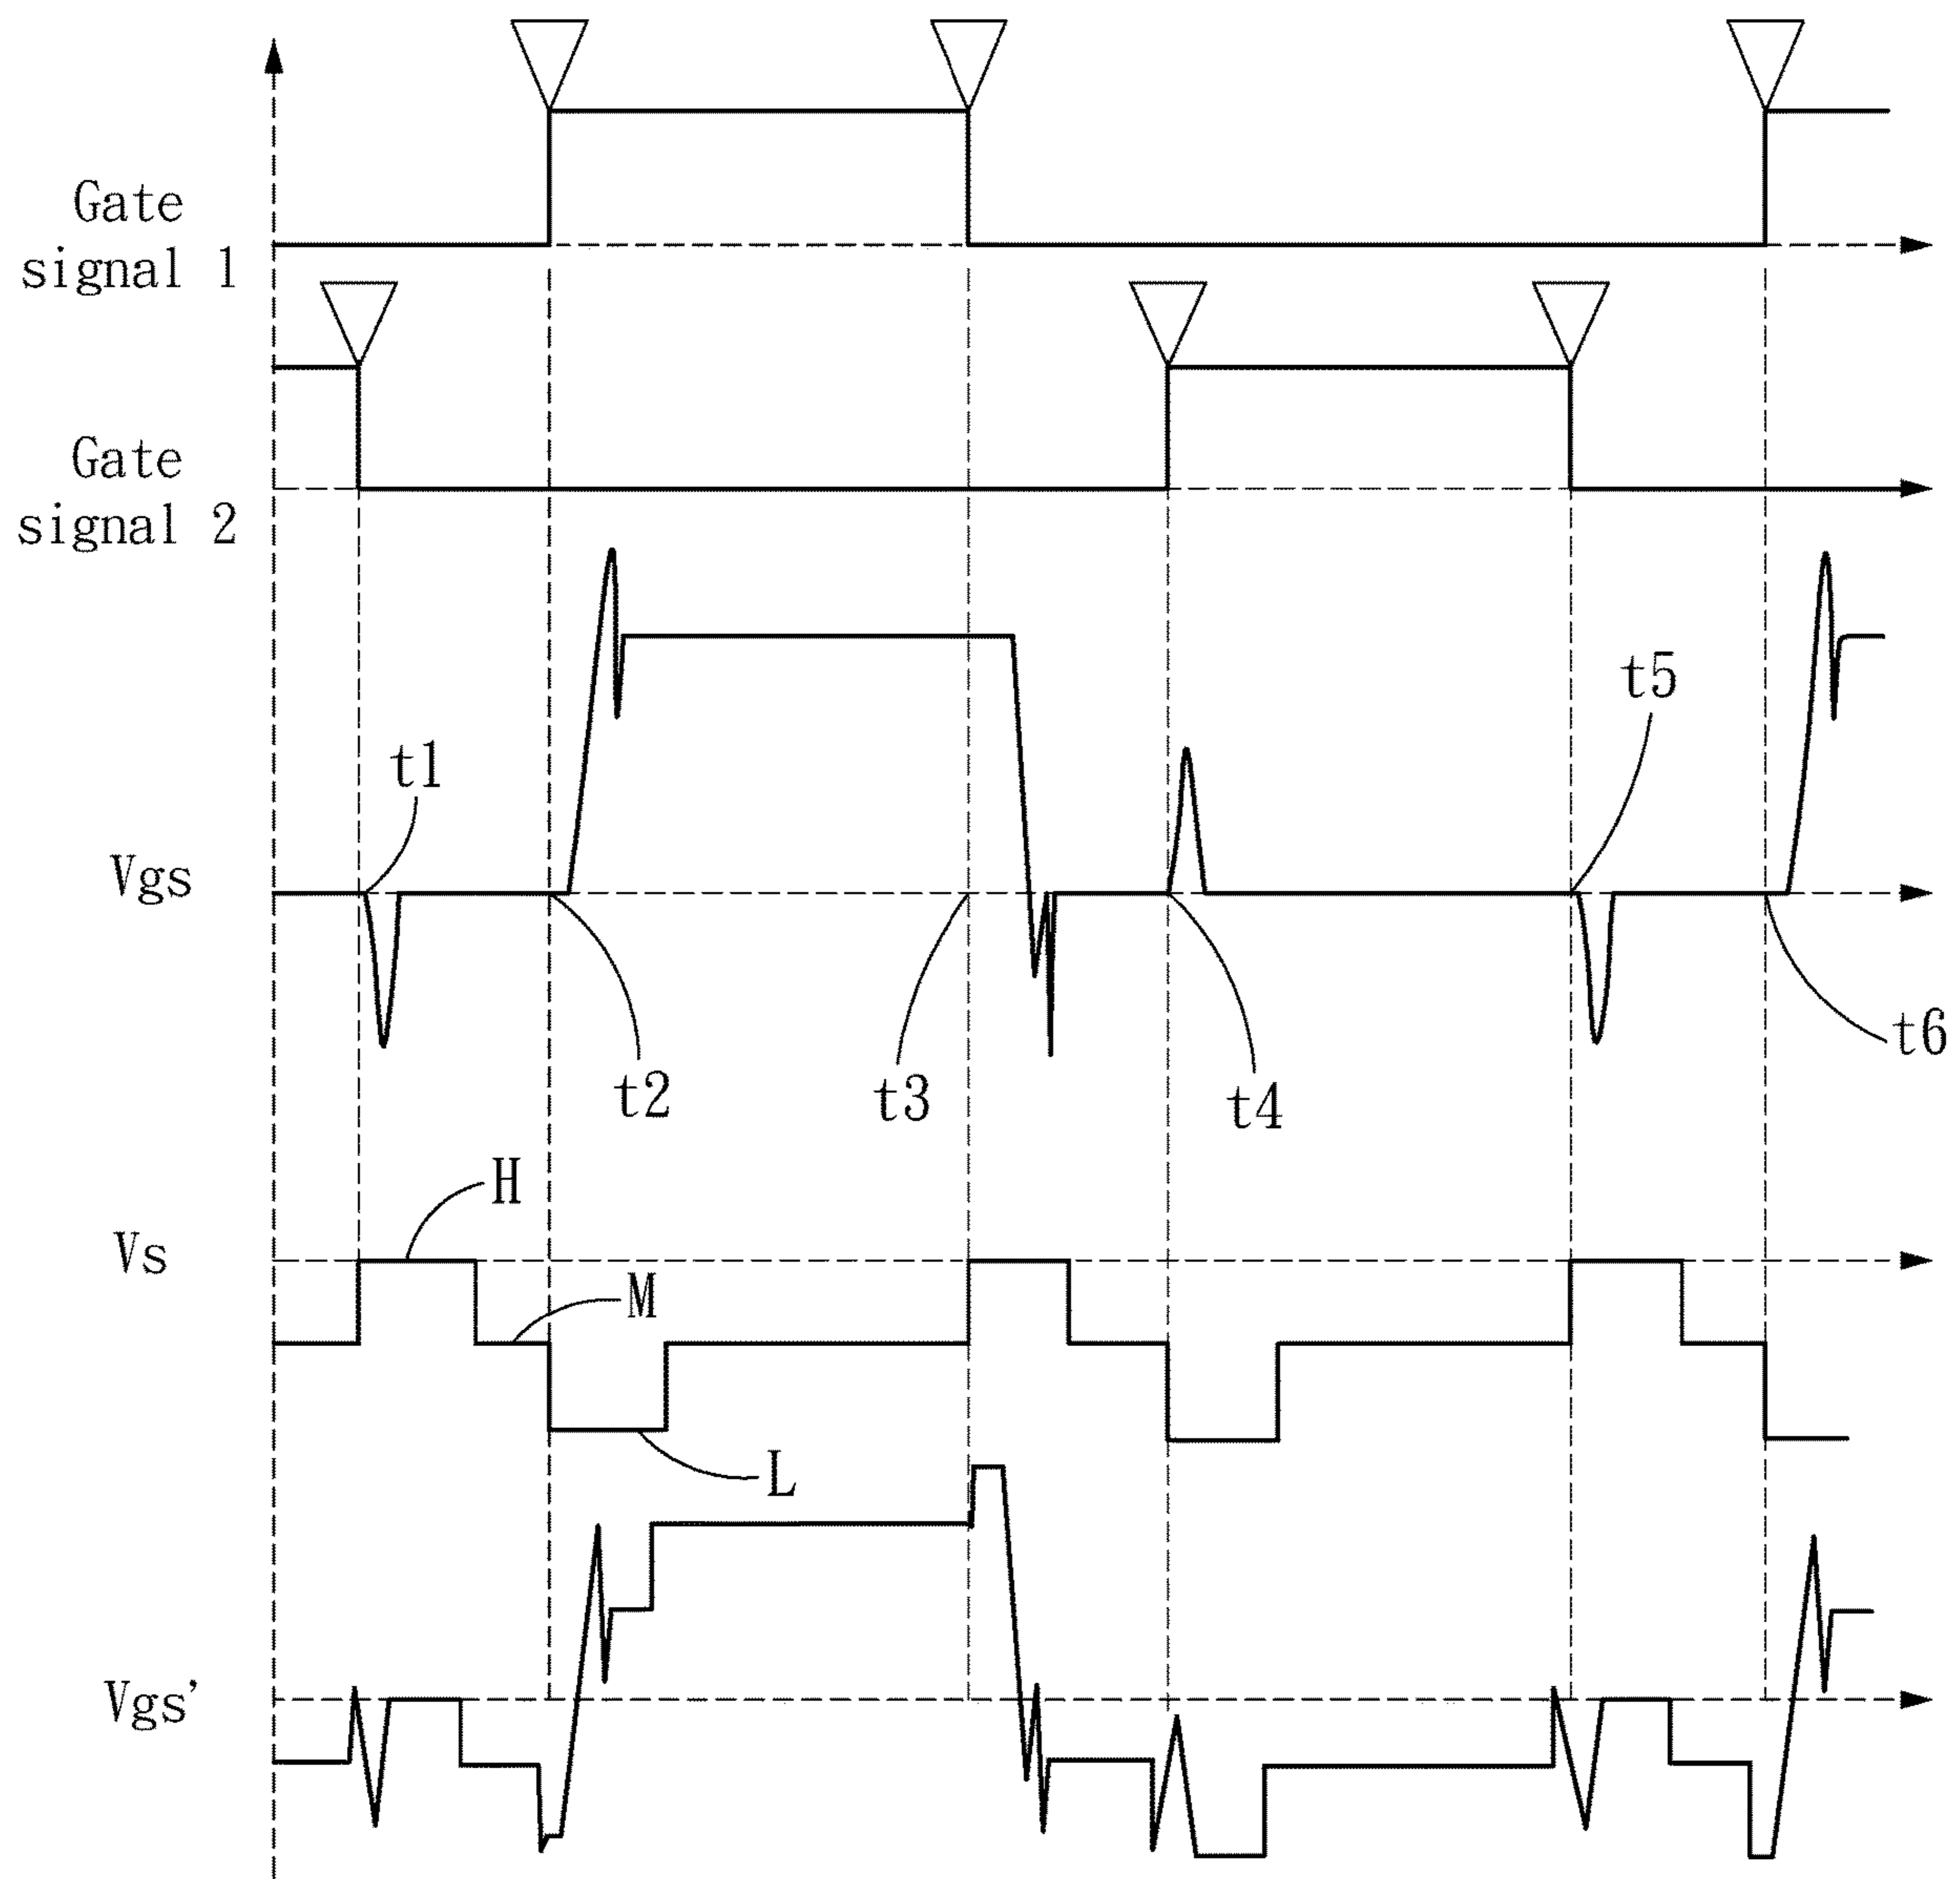 Gate
signal 1
Gate
signal 2
t5
t1
Vgs
t6
t2
t3
t4
H
Vs
M
L
Vgs'